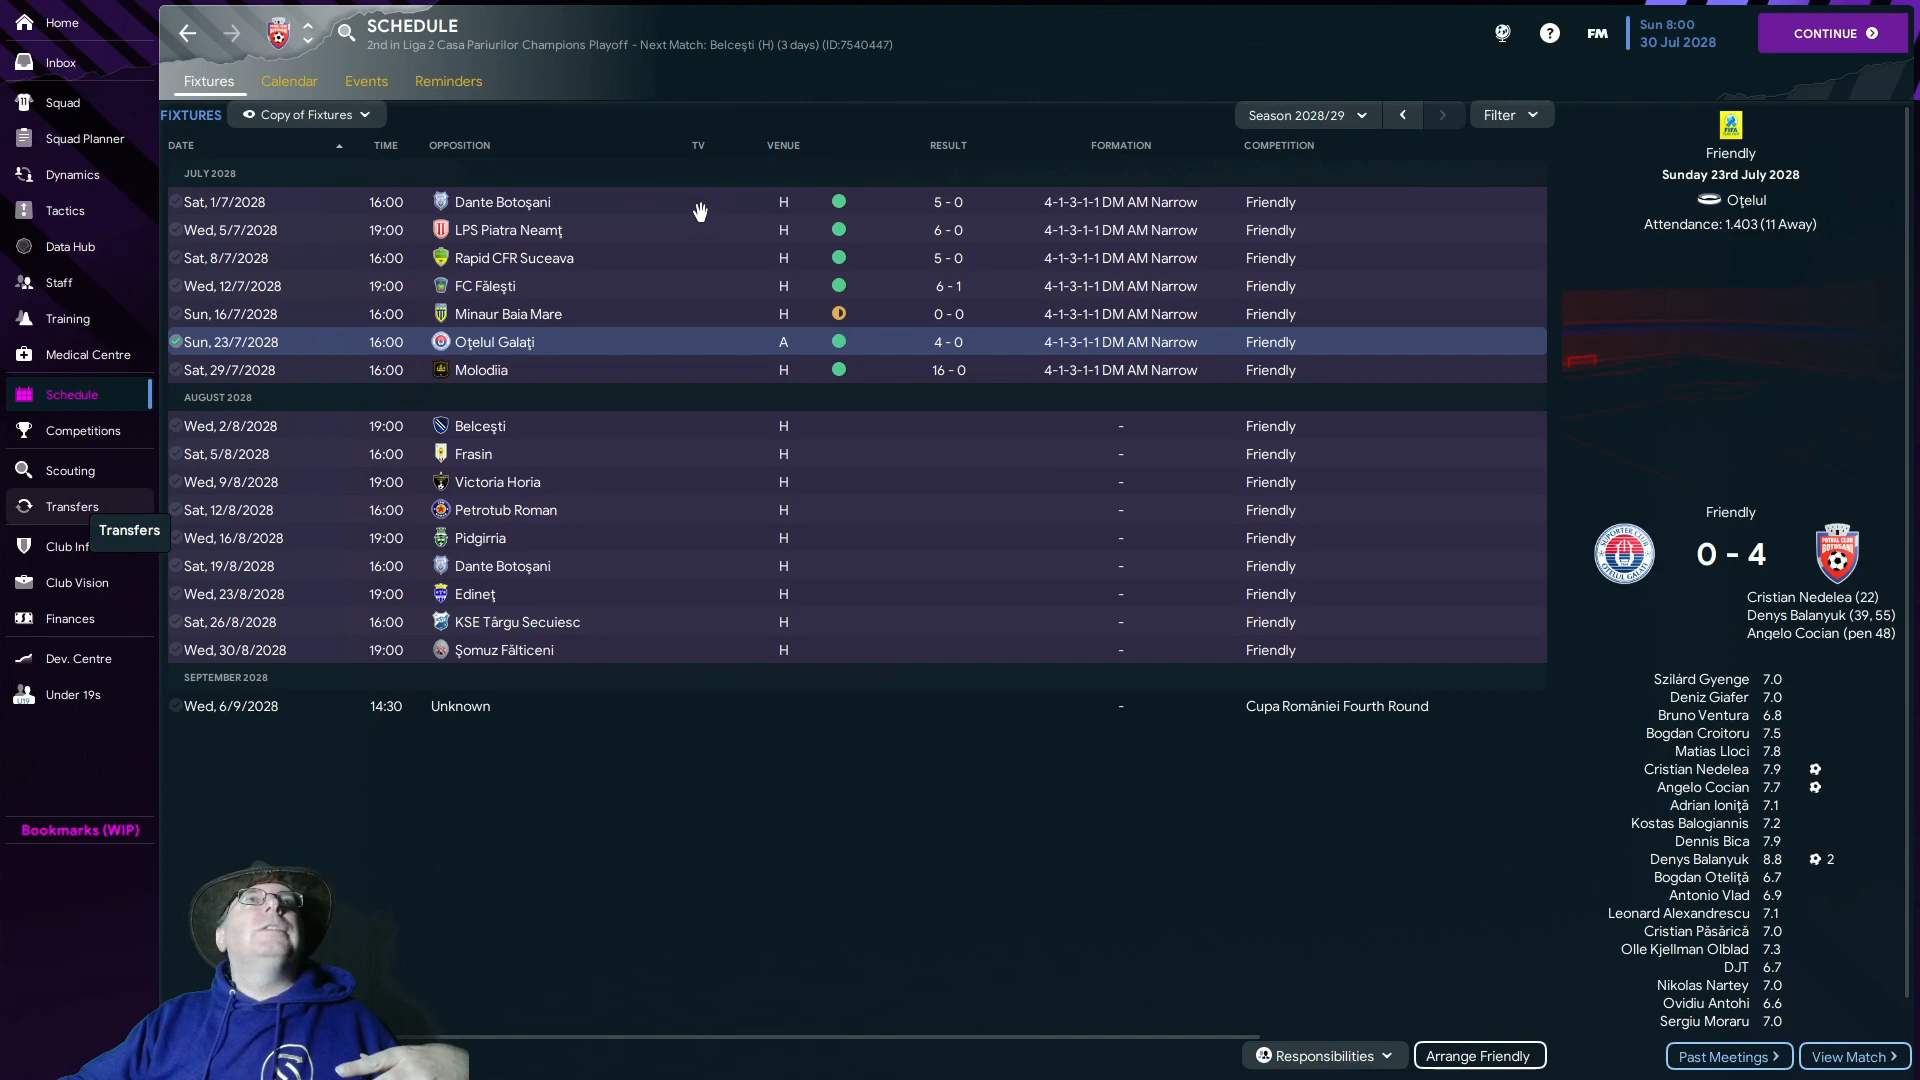 Home
Inbox
Squad
Squad Planner
Dynamics
Tactics
Data Hub
Staff
Training
Medical Centre
Schedule
Competitions
Scouting
Transfers
Transfers
Club Inf
Club Vision
Finances
Dev. Centre
Under 19s
Bookmarks (WIP)
SCHEDULE
2nd in Liga 2 Casa Pariurilor Champions Playoff - Next Match: Belcești (H) (3 days) (ID:7540447)
FM
Sun 8:00
30 Jul 2028
CONTINUE
Fixtures Calendar Events Reminders
FIXTURES Copy of Fixtures Season 2028/29 Filter
DATE TIME OPPOSITION TV VENUE RESULT FORMATION COMPETITION
JULY 2028
Sat, 1/7/2028 16:00 Dante Botoșani H 5 - 0 4-1-3-1-1 DM AM Narrow Friendly
Wed, 5/7/2028 19:00 LPS Piatra Neamț H 6 - 0 4-1-3-1-1 DM AM Narrow Friendly
Sat, 8/7/2028 16:00 Rapid CFR Suceava H 5 - 0 4-1-3-1-1 DM AM Narrow Friendly
Wed, 12/7/2028 19:00 FC Fălești H 6 - 1 4-1-3-1-1 DM AM Narrow Friendly
Sun, 16/7/2028 16:00 Minaur Baia Mare H 0 - 0 4-1-3-1-1 DM AM Narrow Friendly
Sun, 23/7/2028 16:00 Oțelul Galați A 4 - 0 4-1-3-1-1 DM AM Narrow Friendly
Sat, 29/7/2028 16:00 Molodiia H 16 - 0 4-1-3-1-1 DM AM Narrow Friendly
AUGUST 2028
Wed, 2/8/2028 19:00 Belcești H - Friendly
Sat, 5/8/2028 16:00 Frasin H - Friendly
Wed, 9/8/2028 19:00 Victoria Horia H - Friendly
Sat, 12/8/2028 16:00 Petrotub Roman H - Friendly
Wed, 16/8/2028 19:00 Pidgirria H - Friendly
Sat, 19/8/2028 16:00 Dante Botoșani H - Friendly
Wed, 23/8/2028 19:00 Edineț H - Friendly
Sat, 26/8/2028 16:00 KSE Târgu Secuiesc H - Friendly
Wed, 30/8/2028 19:00 Șomuz Fălticeni H - Friendly
SEPTEMBER 2028
Wed, 6/9/2028 14:30 Unknown - Cupa României Fourth Round
Responsibilities Arrange Friendly
Friendly
Sunday 23rd July 2028
Oțelul
Attendance: 1.403 (11 Away)
Friendly
0 - 4
Cristian Nedelea (22)
Denys Balanyuk (39, 55)
Angelo Cocian (pen 48)
Szilárd Gyenge 7.0
Deniz Giafer 7.0
Bruno Ventura 6.8
Bogdan Croitoru 7.5
Matias Lloci 7.8
Cristian Nedelea 7.9
Angelo Cocian 7.7
Adrian Ioniță 7.1
Kostas Balogiannis 7.2
Dennis Bica 7.9
Denys Balanyuk 8.8 2
Bogdan Oteliță 6.7
Antonio Vlad 6.9
Leonard Alexandrescu 7.1
Cristian Păsărică 7.0
Olle Kjellman Olblad 7.3
DJT 6.7
Nikolas Nartey 7.0
Ovidiu Antohi 6.6
Sergiu Moraru 7.0
Past Meetings View Match